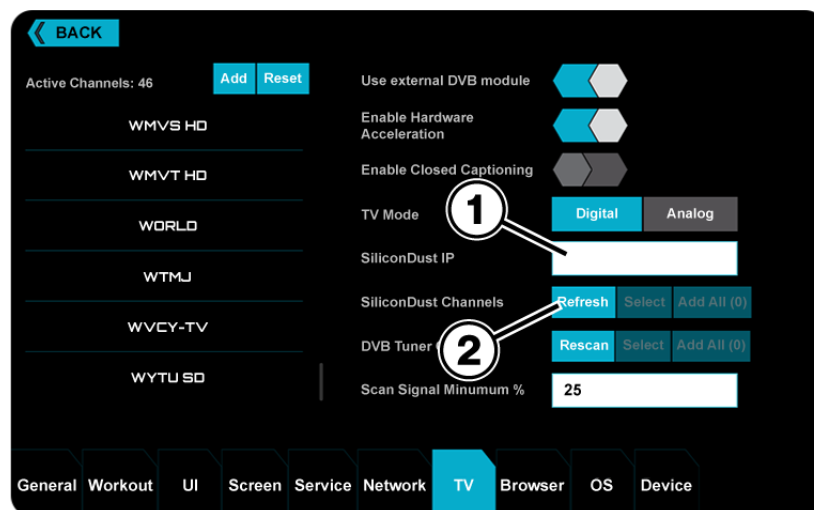 BACK
Active Channels: 46
Add Reset
WMVS HD
WMVT HD
WORLD
WTMJ
WVCY-TV
WYTU SD
Use external DVB module
Enable Hardware
Acceleration
Enable Closed Captioning
TV Mode
Digital Analog
1
SiliconDust IP
SiliconDust Channels
Refresh Select Add All (0)
2
DVB Tuner
Rescan Select Add All (0)
Scan Signal Minimum %
25
General Workout UI Screen Service Network TV Browser OS Device